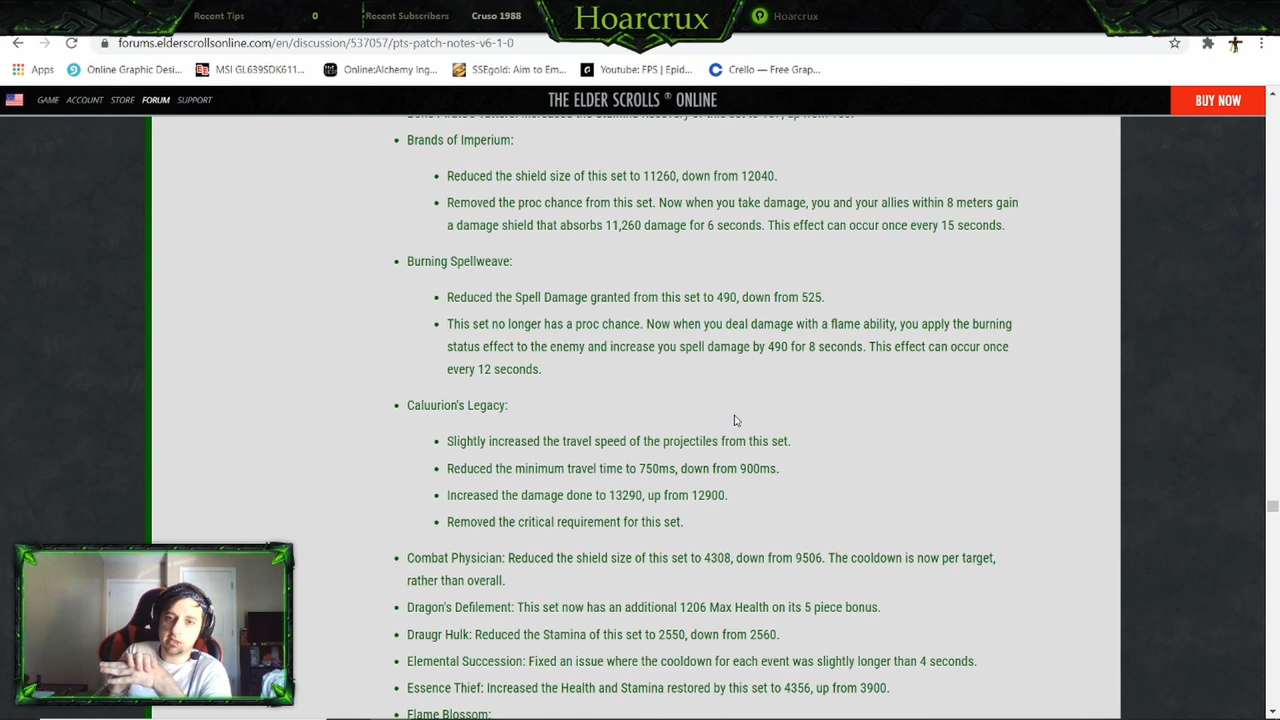 Recent Tips 0 Recent Subscribers Cruso 1988 Hoarcrux Hoarcrux
forums.elderscrollsonline.com/en/discussion/537057/pts-patch-notes-v6-1-0
Apps Online Graphic Desi... MSI GL639SDK611... Online:Alchemy Ing... SSEgold: Aim to Em... Youtube: FPS | Epid... Crello — Free Grap...
GAME ACCOUNT STORE FORUM SUPPORT THE ELDER SCROLLS ® ONLINE BUY NOW
Brands of Imperium:
Reduced the shield size of this set to 11260, down from 12040.
Removed the proc chance from this set. Now when you take damage, you and your allies within 8 meters gain
a damage shield that absorbs 11,260 damage for 6 seconds. This effect can occur once every 15 seconds.
Burning Spellweave:
Reduced the Spell Damage granted from this set to 490, down from 525.
This set no longer has a proc chance. Now when you deal damage with a flame ability, you apply the burning
status effect to the enemy and increase you spell damage by 490 for 8 seconds. This effect can occur once
every 12 seconds.
Caluurion's Legacy:
Slightly increased the travel speed of the projectiles from this set.
Reduced the minimum travel time to 750ms, down from 900ms.
Increased the damage done to 13290, up from 12900.
Removed the critical requirement for this set.
Combat Physician: Reduced the shield size of this set to 4308, down from 9506. The cooldown is now per target,
rather than overall.
Dragon's Defilement: This set now has an additional 1206 Max Health on its 5 piece bonus.
Draugr Hulk: Reduced the Stamina of this set to 2550, down from 2560.
Elemental Succession: Fixed an issue where the cooldown for each event was slightly longer than 4 seconds.
Essence Thief: Increased the Health and Stamina restored by this set to 4356, up from 3900.
Flame Blossom: